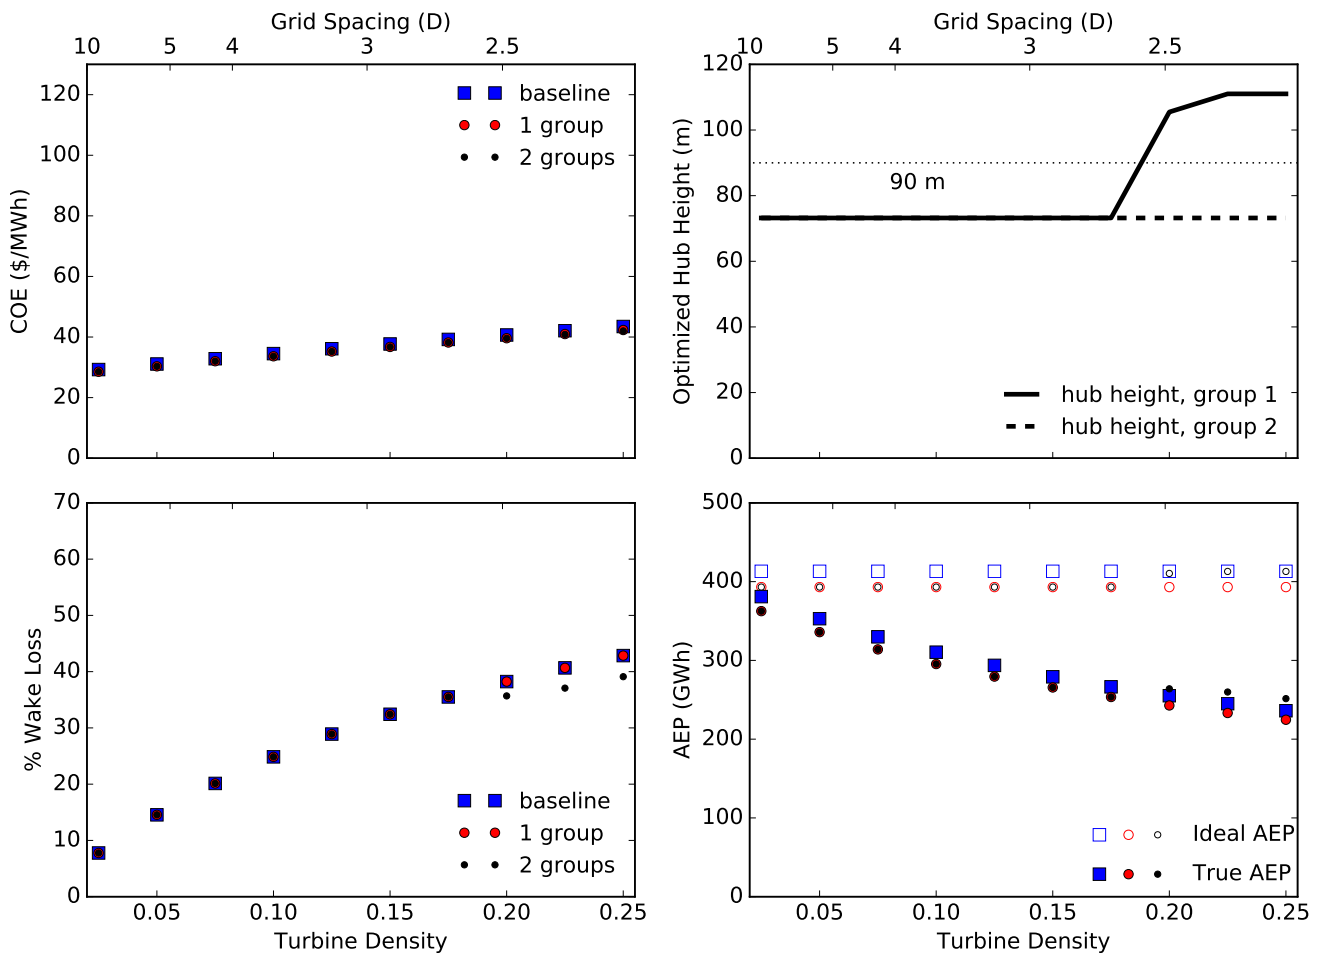 Grid Spacing (D)
10 5 4 3 2.5
120
100
80
60
40
20
0
COE ($/MWh)
baseline
1 group
2 groups
Grid Spacing (D)
10 5 4 3 2.5
120
100
80
60
40
20
0
Optimized Hub Height (m)
90 m
hub height, group 1
hub height, group 2
70
60
50
40
30
20
10
0
% Wake Loss
baseline
1 group
2 groups
0.05 0.10 0.15 0.20 0.25
Turbine Density
500
400
300
200
100
0
AEP (GWh)
Ideal AEP
True AEP
0.05 0.10 0.15 0.20 0.25
Turbine Density